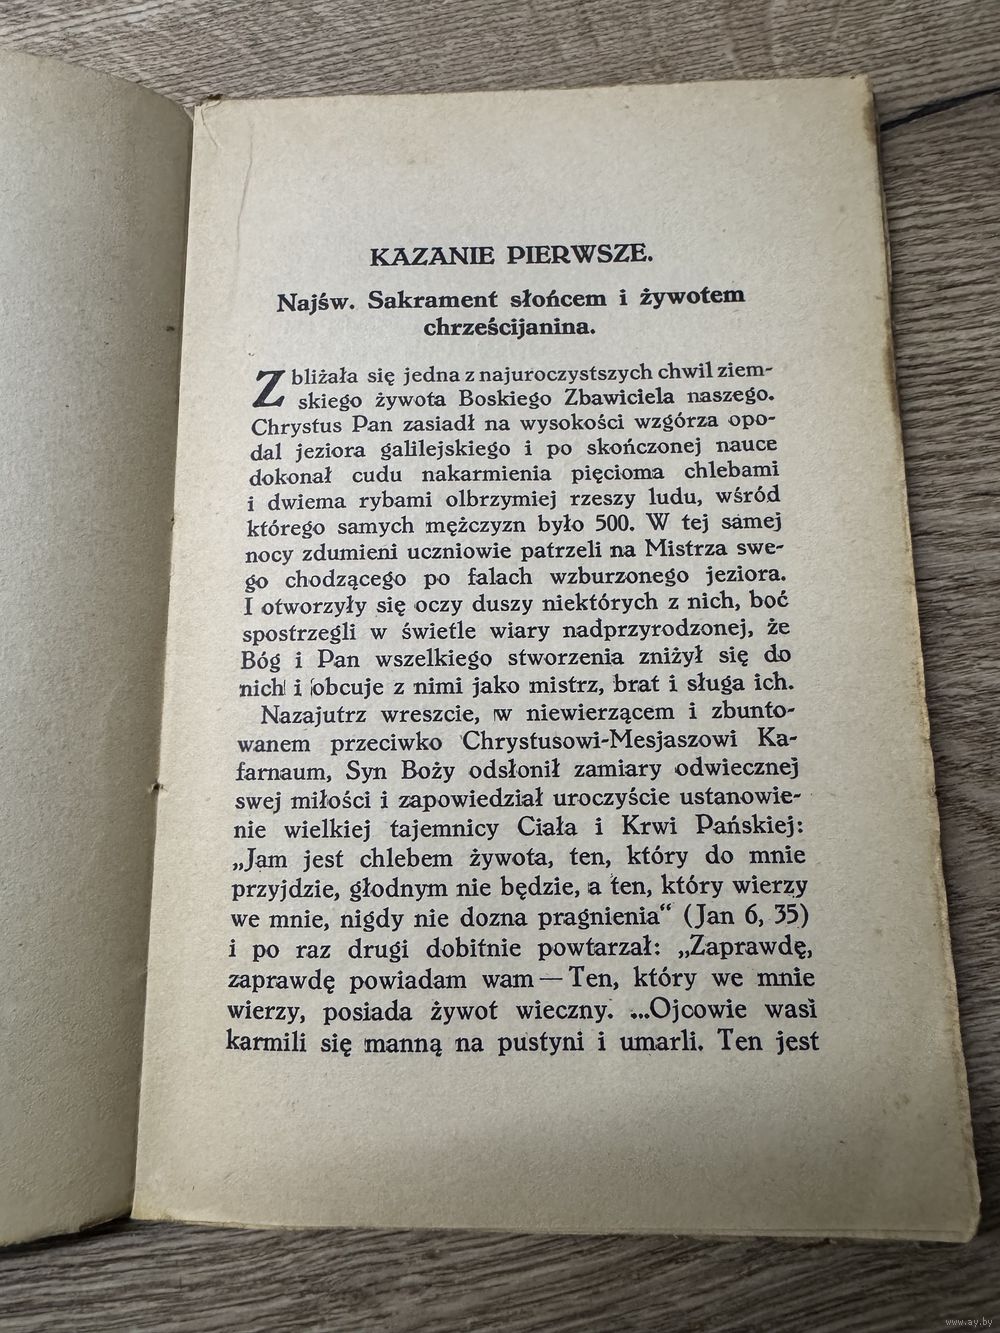 KAZANIE PIERWSZE.
Najśw. Sakrament słońcem i żywotem
chrześcijanina.
Zbliżała się jedna z najuroczystszych chwil ziem-
skiego żywota Boskiego Zbawiciela naszego.
Chrystus Pan zasiadł na wysokości wzgórza opo-
dal jeziora galilejskiego i po skończonej nauce
dokonał cudu nakarmienia pięcioma chlebami
i dwiema rybami olbrzymiej rzeszy ludu, wśród
którego samych mężczyzn było 500. W tej samej
nocy zdumieni uczniowie patrzeli na Mistrza swe-
go chodzącego po falach wzburzonego jeziora.
I otworzyły się oczy duszy niektórych z nich, boć
spostrzegli w świetle wiary nadprzyrodzonej, że
Bóg i Pan wszelkiego stworzenia zniżył się do
nich i obcuje z nimi jako mistrz, brat i sługa ich.
Nazajutrz wreszcie, w niewierzącem i zbunto-
wanem przeciwko Chrystusowi-Mesjaszowi Ka-
farnaum, Syn Boży odsłonił zamiary odwiecznej
swej miłości i zapowiedział uroczyście ustanowie-
nie wielkiej tajemnicy Ciała i Krwi Pańskiej:
„Jam jest chlebem żywota, ten, który do mnie
przyjdzie, głodnym nie będzie, a ten, który wierzy
we mnie, nigdy nie dozna pragnienia“ (Jan 6, 35)
i po raz drugi dobitnie powtarzał: „Zaprawdę,
zaprawdę powiadam wam — Ten, który we mnie
wierzy, posiada żywot wieczny. ...Ojcowie wasi
karmili się manną na pustyni i umarli. Ten jest
www.ay.by